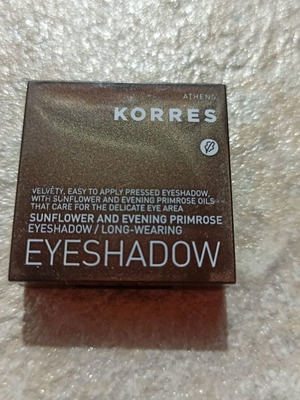 ATHENS
KORRES
VELVETY, EASY TO APPLY PRESSED EYESHADOW,
WITH SUNFLOWER AND EVENING PRIMROSE OILS
THAT CARE FOR THE DELICATE EYE AREA
SUNFLOWER AND EVENING PRIMROSE
EYESHADOW / LONG-WEARING
EYESHADOW